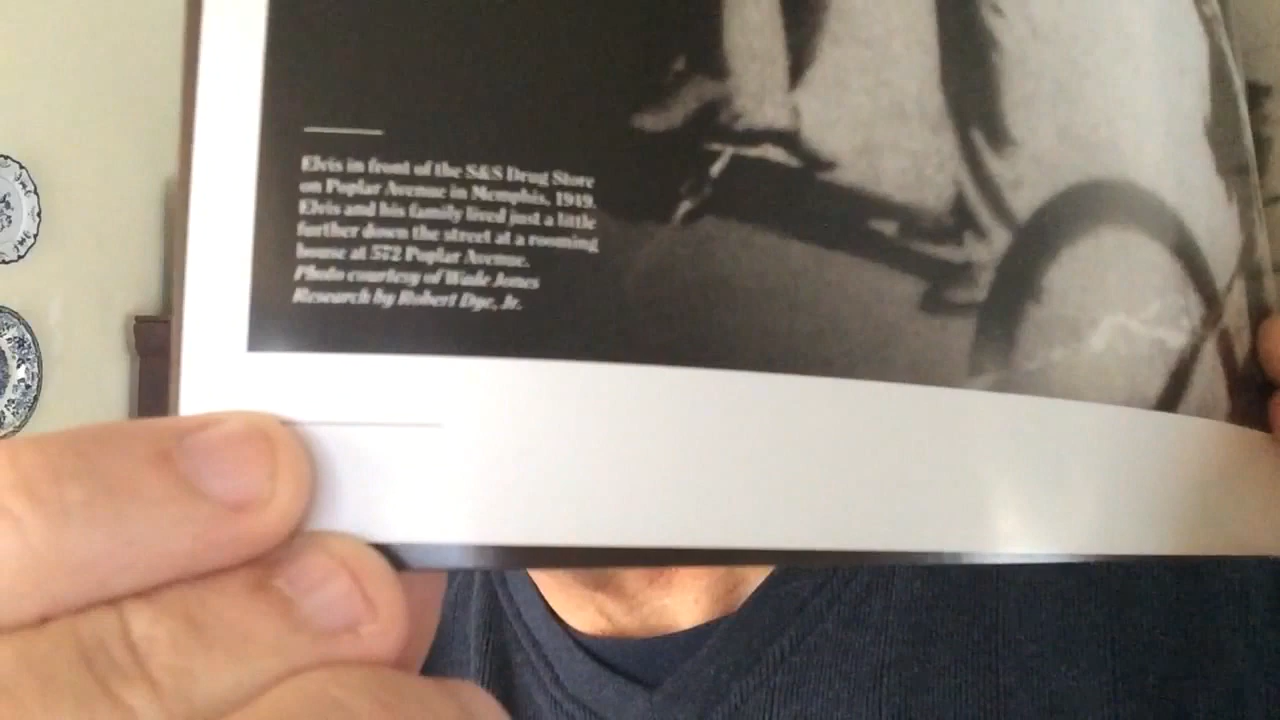 Elvis in front of the S&S Drug Store
on Poplar Avenue in Memphis, 1949.
Elvis and his family lived just a little
further down the street at a rooming
house at 572 Poplar Avenue.
Photo courtesy of Wade Jones
Research by Robert Dye, Jr.